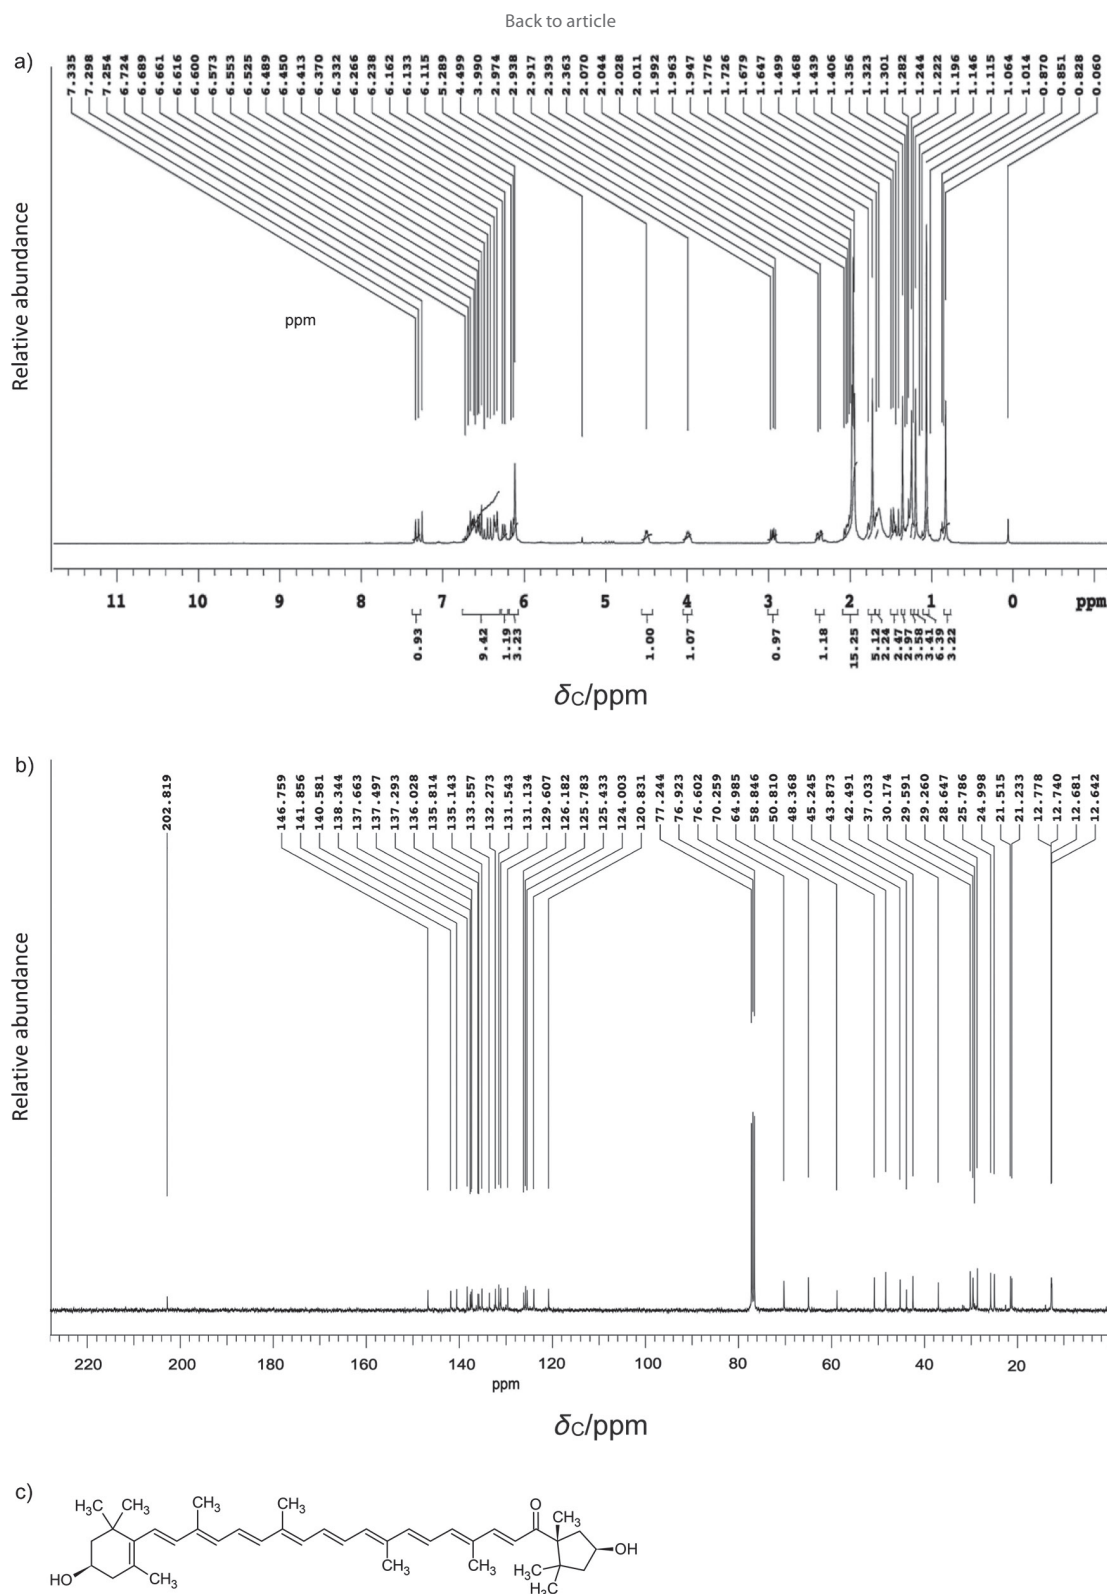 Back to article
a)
7.335 7.298 7.254 6.724 6.689 6.661 6.616 6.600 6.573 6.553 6.525 6.489 6.450 6.413 6.370 6.332 6.266 6.238 6.162 6.133 6.115 5.289 4.499 3.990 2.974 2.938 2.917 2.393 2.363 2.070 2.044 2.028 2.011 1.992 1.963 1.947 1.776 1.726 1.679 1.647 1.499 1.468 1.439 1.406 1.356 1.323 1.301 1.282 1.244 1.222 1.196 1.146 1.115 1.064 1.014 0.870 0.851 0.828 0.060
Relative abundance
ppm
11 10 9 8 7 6 5 4 3 2 1 0 ppm
0.93 9.42 1.19 3.23 1.00 1.07 0.97 1.18 15.25 5.12 2.24 2.47 2.97 3.58 3.41 6.39 3.22
δC/ppm
b)
202.819 146.759 141.856 140.581 138.344 137.663 137.497 137.293 136.028 135.814 135.143 133.557 132.273 131.543 131.134 129.607 126.182 125.783 125.433 124.003 120.831 77.244 76.923 76.602 70.259 64.985 58.846 50.810 48.368 45.245 43.873 42.491 37.033 30.174 29.591 29.260 28.647 25.786 24.998 21.515 21.233 12.778 12.740 12.681 12.642
Relative abundance
220 200 180 160 140 120 100 80 60 40 20
ppm
δC/ppm
c)
H3C CH3 CH3 CH3 O CH3
OH
HO CH3 CH3 CH3 H3C
H3C